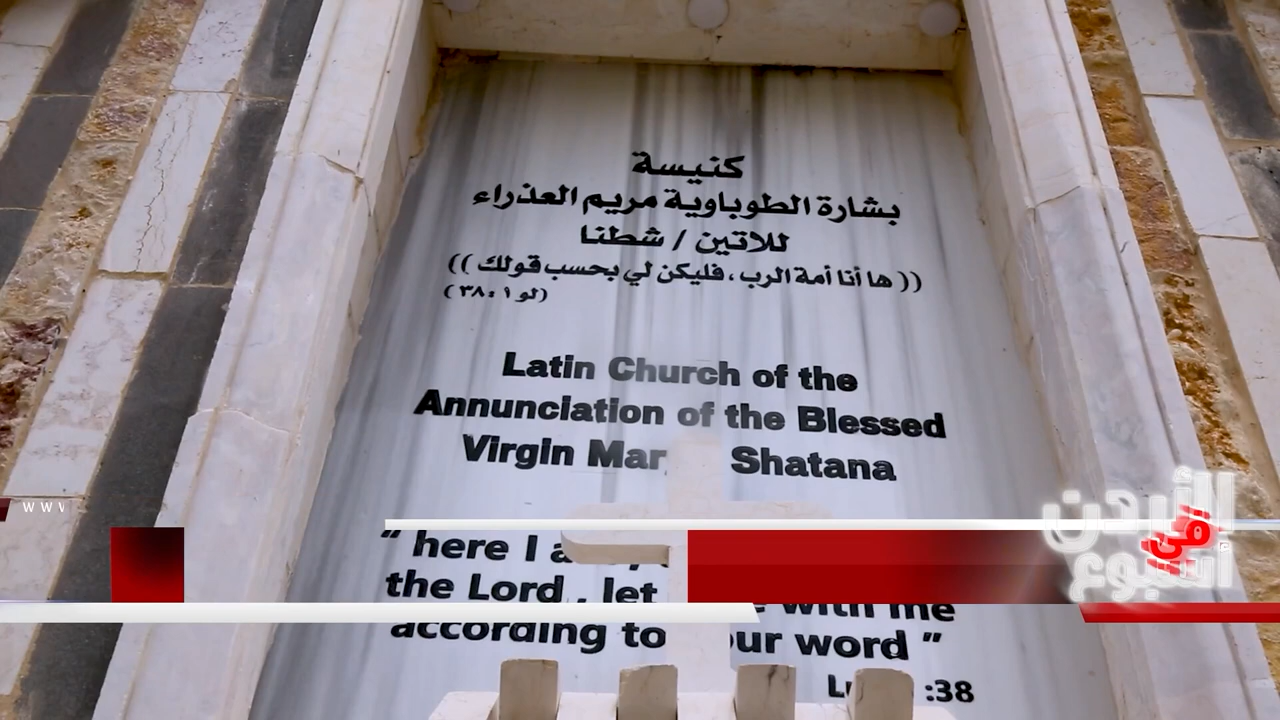 كنيسة
بشارة الطوباوية مريم العذراء
للاتين / شطنا
(( ها أنا أمة الرب ، فليكن لي بحسب قولك ))
(لو ١ : ٣٨)
Latin Church of the
Annunciation of the Blessed
Virgin Mar Shatana
“ here I a
the Lord , let with me
according to our word ”
:38
WWW
الأردن
في
أسبوع